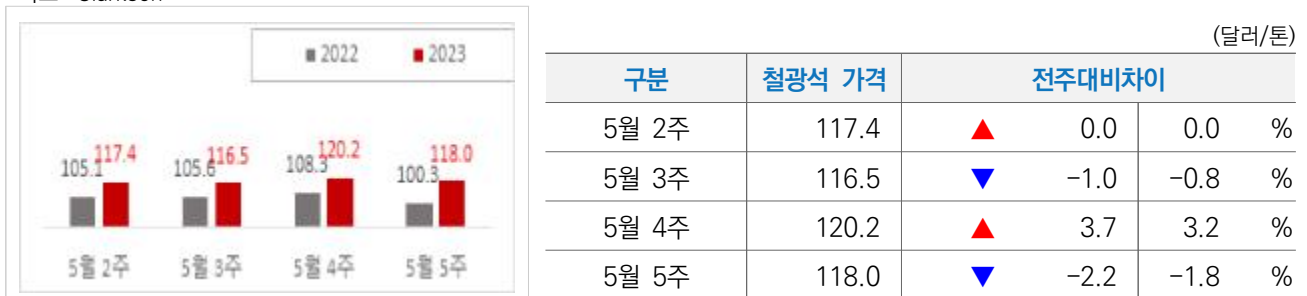 ■ 2022 ■ 2023
105.1 117.4 105.6 116.5 108.3 120.2 100.3 118.0
5월 2주 5월 3주 5월 4주 5월 5주
(달러/톤)
구분 철광석 가격 전주대비차이
5월 2주 117.4 ▲ 0.0 0.0 %
5월 3주 116.5 ▼ -1.0 -0.8 %
5월 4주 120.2 ▲ 3.7 3.2 %
5월 5주 118.0 ▼ -2.2 -1.8 %